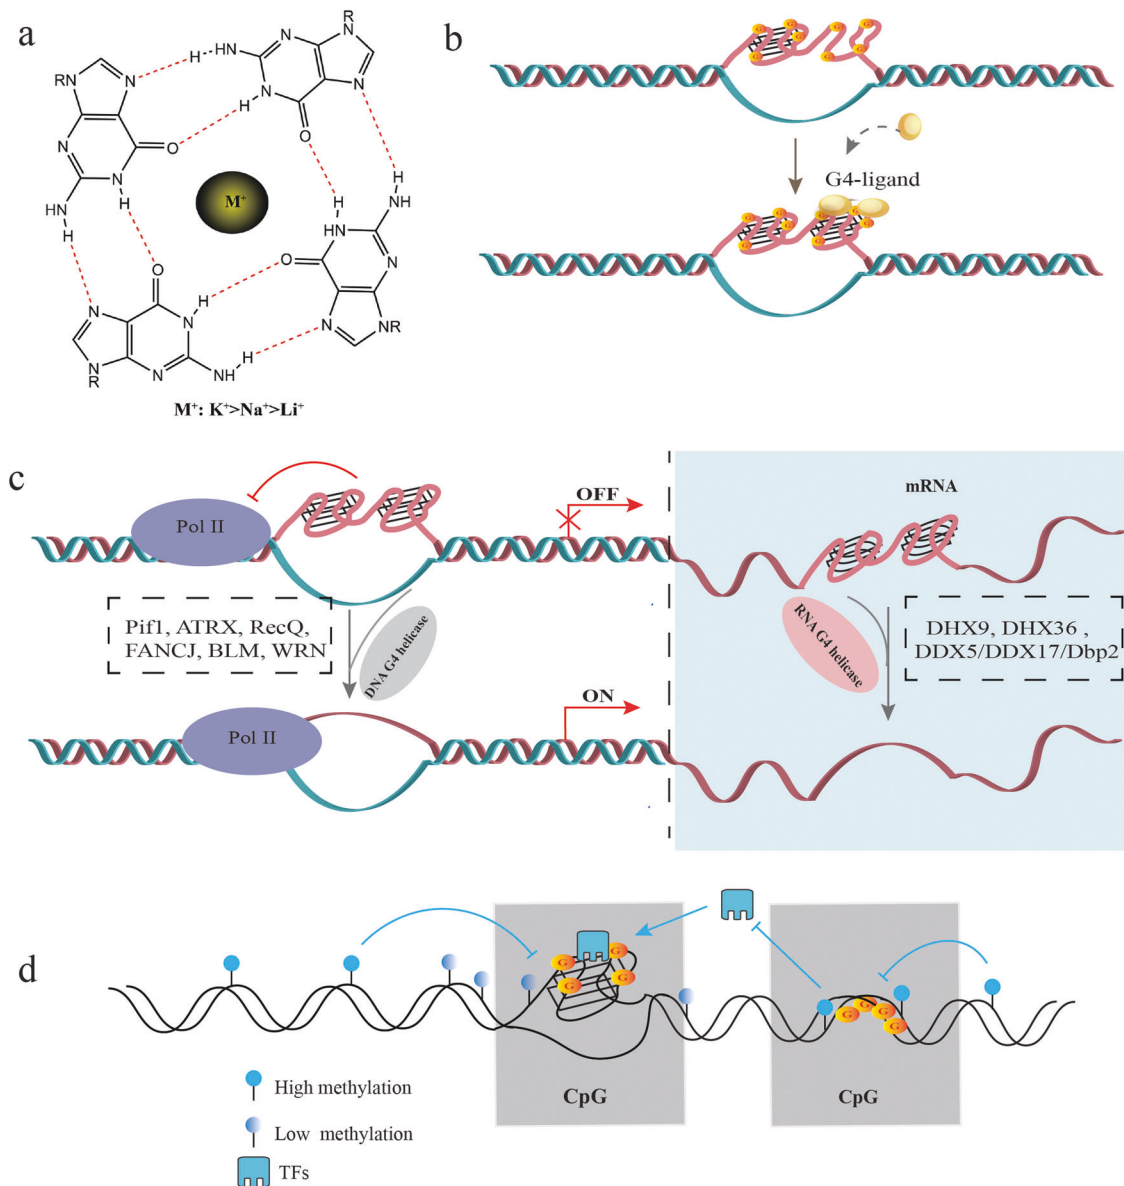 a
R
N
N
H
HN
N
N
R
N
N
H
N
O
O
N
H
N
H
NH
H
M⁺
H
HN
NH
N
O
N
N
R
O
H
N
N
N
R
N
NH
H
M⁺: K⁺>Na⁺>Li⁺
b
G
G
G
G
G
G
G
G
G4-ligand
G
G
G
G
G
G
G
c
Pol II
OFF
mRNA
Pif1, ATRX, RecQ,
FANCJ, BLM, WRN
DNA G4 helicase
RNA G4 helicase
DHX9, DHX36 ,
DDX5/DDX17/Dbp2
Pol II
ON
d
G
G
G
G
G
G
G
G
CpG
CpG
High methylation
Low methylation
TFs